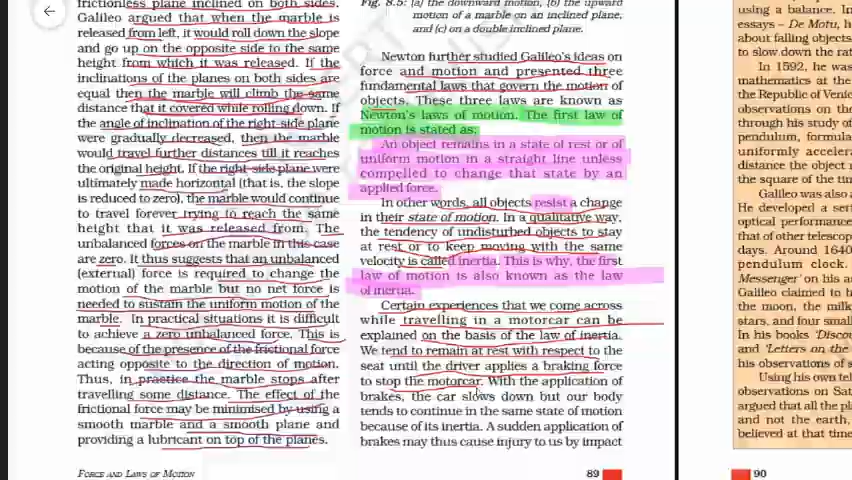 frictionless plane inclined on both sides.
Galileo argued that when the marble is
released from left, it would roll down the slope
and go up on the opposite side to the same
height from which it was released. If the
inclinations of the planes on both sides are
equal then the marble will climb the same
distance that it covered while rolling down. If
the angle of inclination of the right-side plane
were gradually decreased, then the marble
would travel further distances till it reaches
the original height. If the right-side plane were
ultimately made horizontal (that is, the slope
is reduced to zero), the marble would continue
to travel forever trying to reach the same
height that it was released from. The
unbalanced forces on the marble in this case
are zero. It thus suggests that an unbalanced
(external) force is required to change the
motion of the marble but no net force is
needed to sustain the uniform motion of the
marble. In practical situations it is difficult
to achieve a zero unbalanced force. This is
because of the presence of the frictional force
acting opposite to the direction of motion.
Thus, in practice the marble stops after
travelling some distance. The effect of the
frictional force may be minimised by using a
smooth marble and a smooth plane and
providing a lubricant on top of the planes.
FORCE AND LAWS OF MOTION
Fig. 8.5: (a) the downward motion, (b) the upward
motion of a marble on an inclined plane,
and (c) on a double inclined plane.
Newton further studied Galileo's ideas on
force and motion and presented three
fundamental laws that govern the motion of
objects. These three laws are known as
Newton's laws of motion. The first law of
motion is stated as:
An object remains in a state of rest or of
uniform motion in a straight line unless
compelled to change that state by an
applied force.
In other words, all objects resist a change
in their state of motion. In a qualitative way,
the tendency of undisturbed objects to stay
at rest or to keep moving with the same
velocity is called inertia. This is why, the first
law of motion is also known as the law
of inertia.
Certain experiences that we come across
while travelling in a motorcar can be
explained on the basis of the law of inertia.
We tend to remain at rest with respect to the
seat until the driver applies a braking force
to stop the motorcar. With the application of
brakes, the car slows down but our body
tends to continue in the same state of motion
because of its inertia. A sudden application of
brakes may thus cause injury to us by impact
89
using a balance. In
essays – De Motu, h
about falling objects
to slow down the rat
In 1592, he was
mathematics at the
the Republic of Venic
observations on the
through his study of
pendulum, formula
uniformly acceler
distance the object
the square of the tin
Galileo was also a
He developed a seri
optical performance
that of other telescop
days. Around 1640
pendulum clock.
Messenger' on his a
Galileo claimed to h
the moon, the milk
stars, and four small
In his books 'Disco
and 'Letters on the
his observations of s
Using his own tel
observations on Sat
argued that all the pla
and not the earth,
believed at that time
90